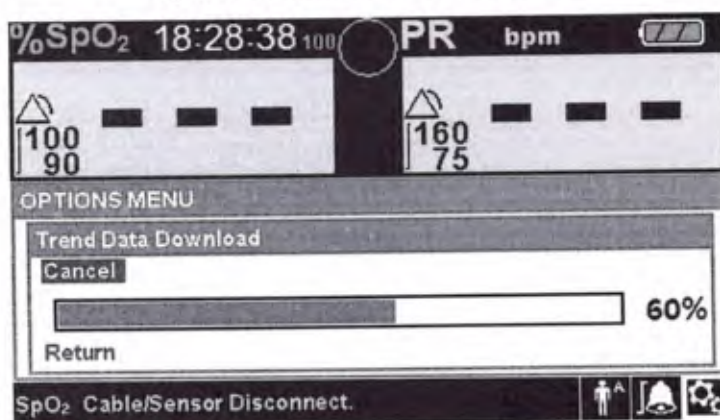 %SpO₂ 18:28:38 100 PR bpm
--- ---
100 160
90 75
OPTIONS MENU
Trend Data Download
Cancel
60%
Return
SpO₂ Cable/Sensor Disconnect.
A